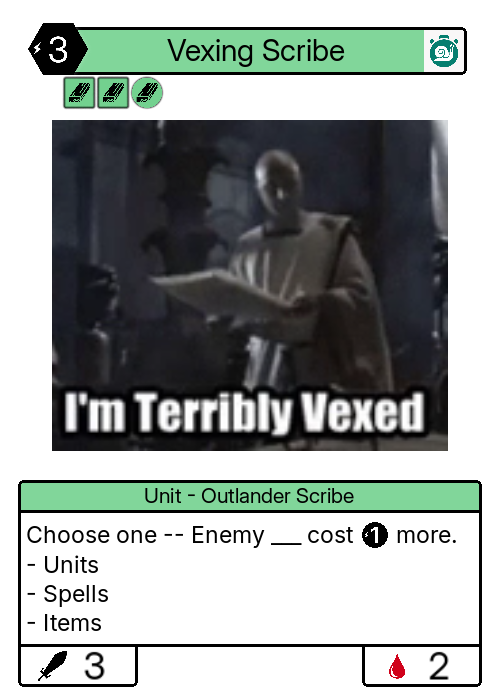 3
Vexing Scribe
I'm Terribly Vexed
Unit - Outlander Scribe
Choose one -- Enemy ___ cost 1 more.
- Units
- Spells
- Items
3
2